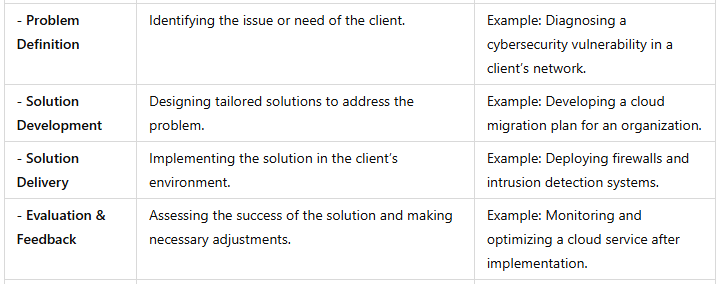 - Problem Definition
Identifying the issue or need of the client.
Example: Diagnosing a
cybersecurity vulnerability in a
client’s network.
- Solution Development
Designing tailored solutions to address the
problem.
Example: Developing a cloud
migration plan for an organization.
- Solution Delivery
Implementing the solution in the client’s
environment.
Example: Deploying firewalls and
intrusion detection systems.
- Evaluation & Feedback
Assessing the success of the solution and making
necessary adjustments.
Example: Monitoring and
optimizing a cloud service after
implementation.